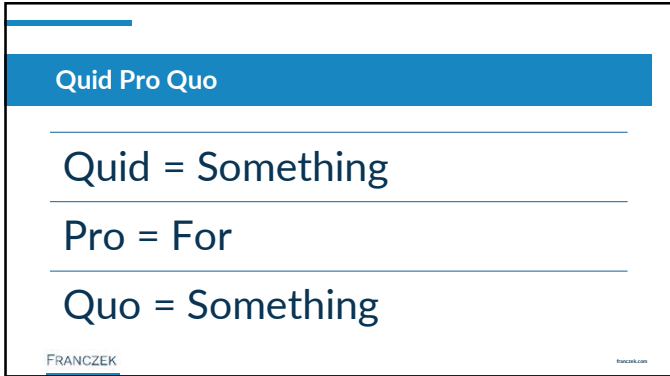 Quid Pro Quo
Quid = Something
Pro = For
Quo = Something
FRANCZEK
franczek.com